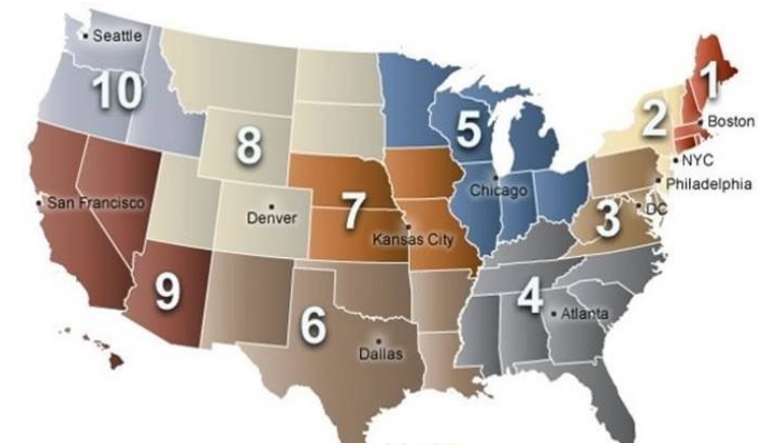 Seattle
10
1
2
5
Boston
8
NYC
Chicago
Philadelphia
San Francisco
7
Denver
DC
3
Kansas City
9
4
6
Atlanta
Dallas